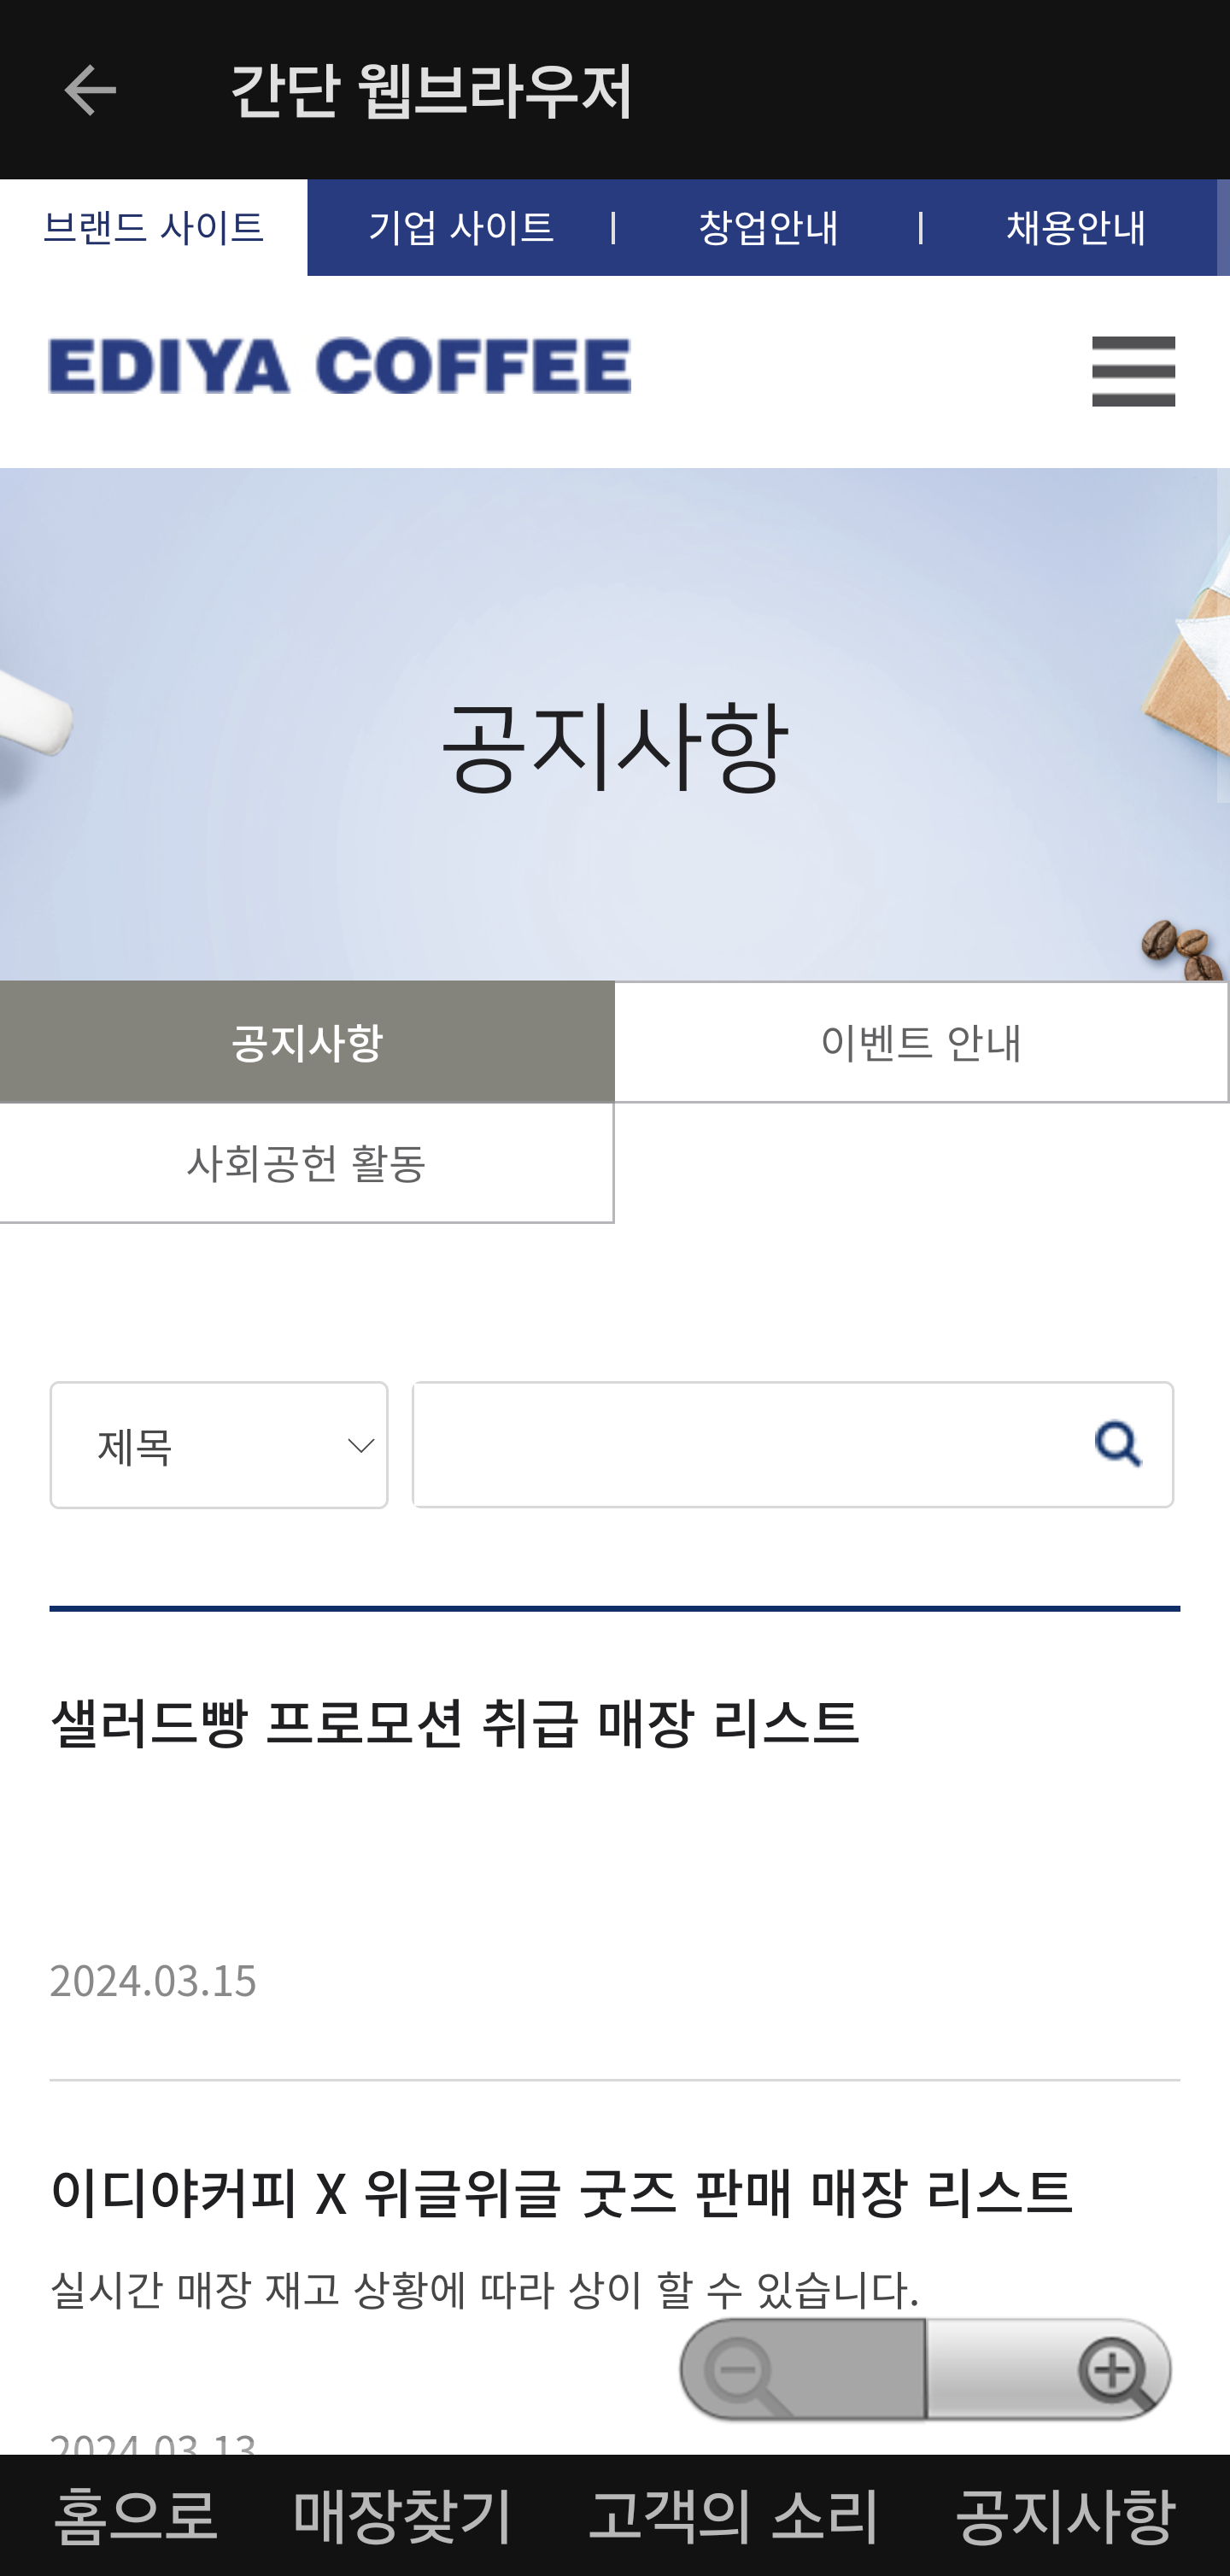 간단 웹브라우저
브랜드 사이트 기업 사이트 창업안내 채용안내
EDIYA COFFEE
공지사항
공지사항 이벤트 안내
사회공헌 활동
제목
샐러드빵 프로모션 취급 매장 리스트
2024.03.15
이디야커피 X 위글위글 굿즈 판매 매장 리스트
실시간 매장 재고 상황에 따라 상이 할 수 있습니다.
2024.03.13
홈으로 매장찾기 고객의 소리 공지사항